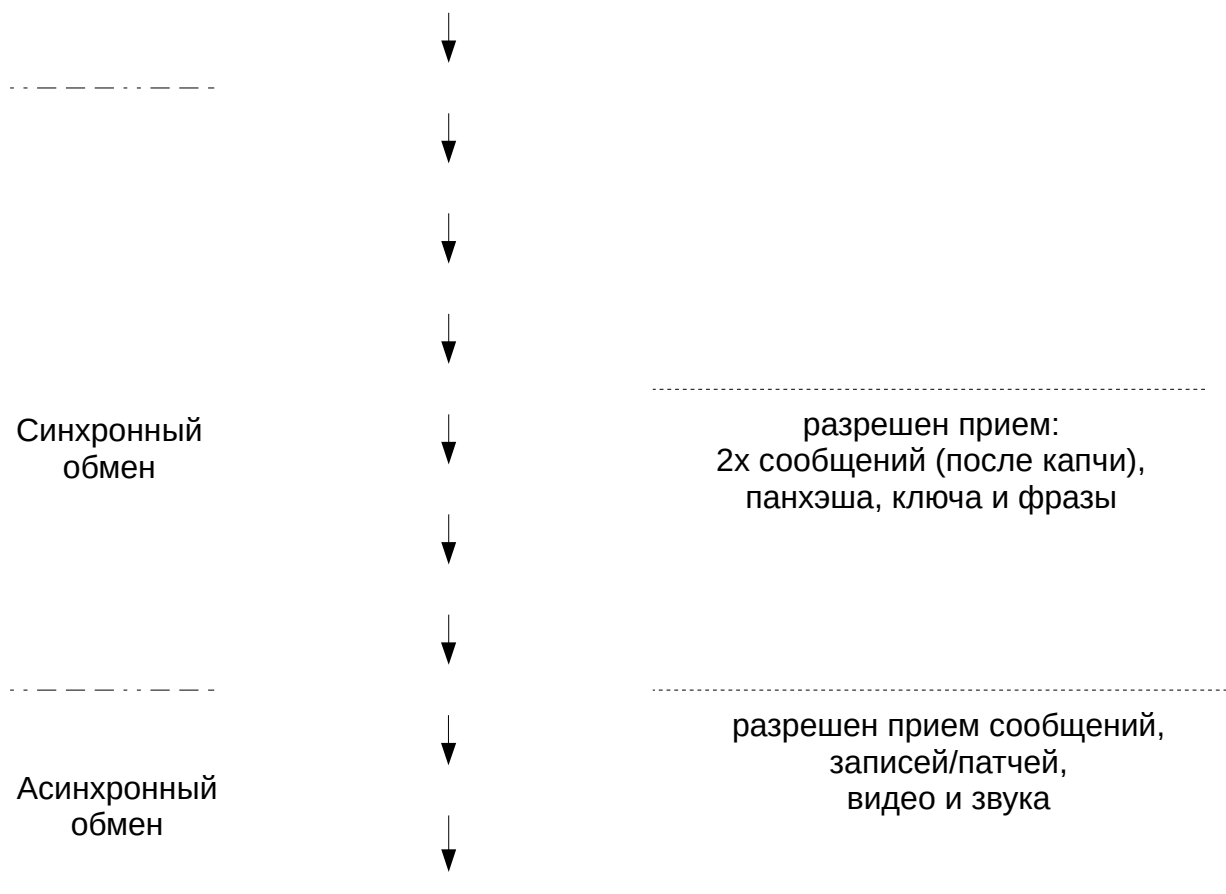 Синхронный
обмен
разрешен прием:
2х сообщений (после капчи),
панхэша, ключа и фразы
разрешен прием сообщений,
записей/патчей,
видео и звука
Асинхронный
обмен